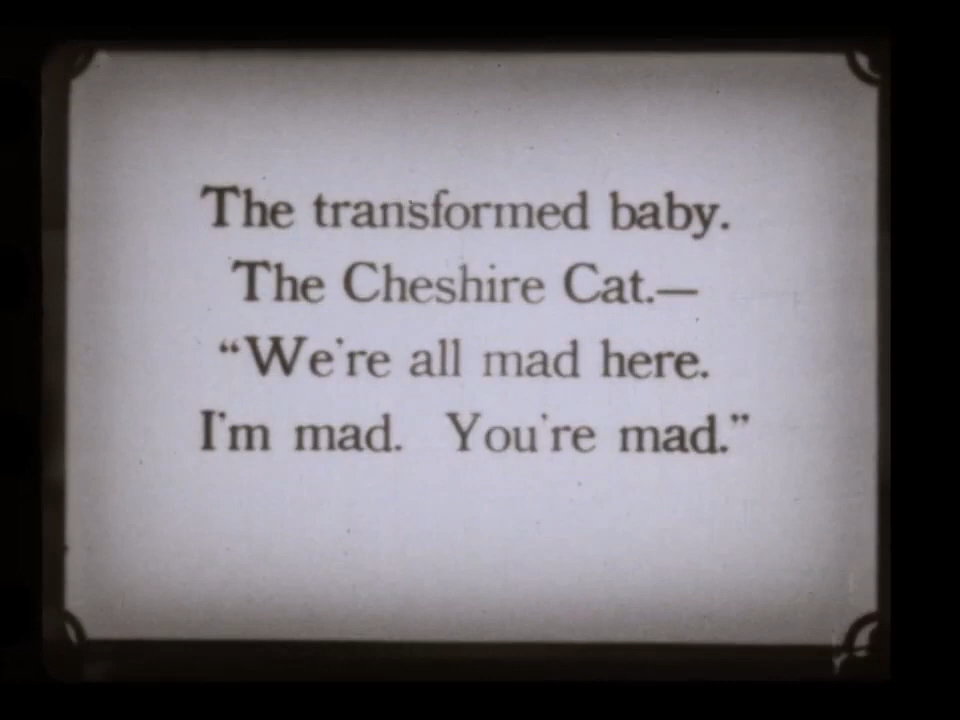 The transformed baby.
The Cheshire Cat.—
“We're all mad here.
I'm mad. You're mad.”